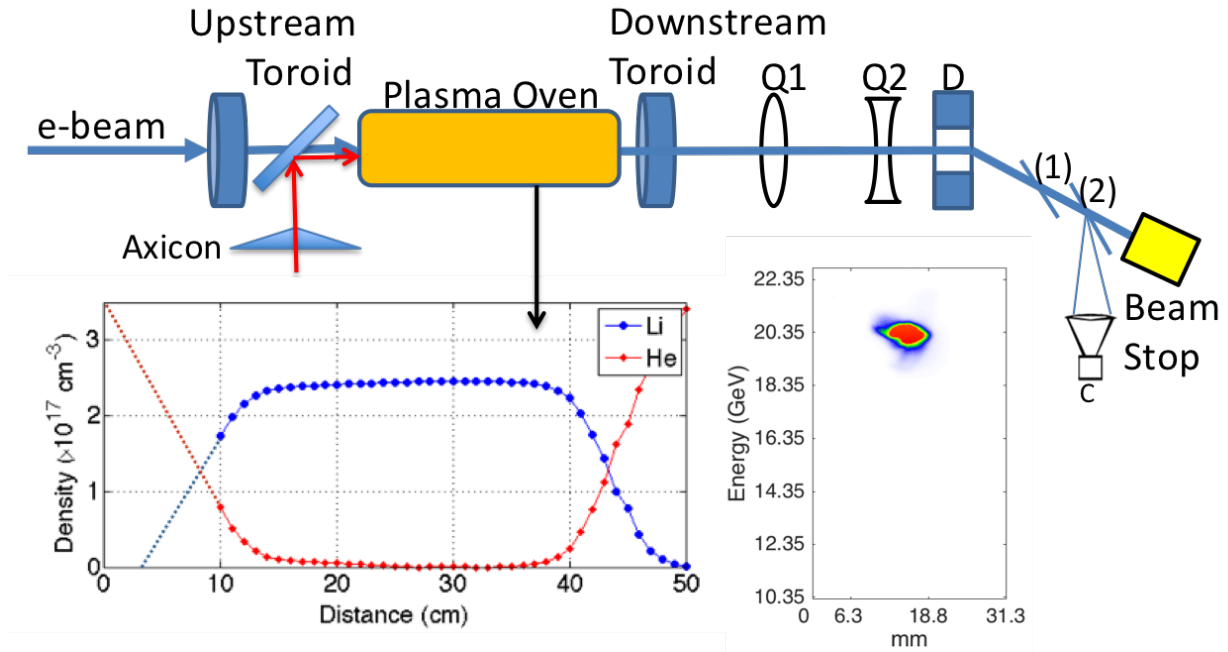 Upstream
Toroid
Downstream
Toroid
Plasma Oven
Q1
Q2
D
e-beam
(1)
(2)
Axicon
Beam
Stop
C
3
2
1
0
Density (×10^17 cm^-3)
Li
He
0
10
20
30
40
50
Distance (cm)
22.35
20.35
18.35
16.35
14.35
12.35
10.35
Energy (GeV)
0
6.3
18.8
31.3
mm